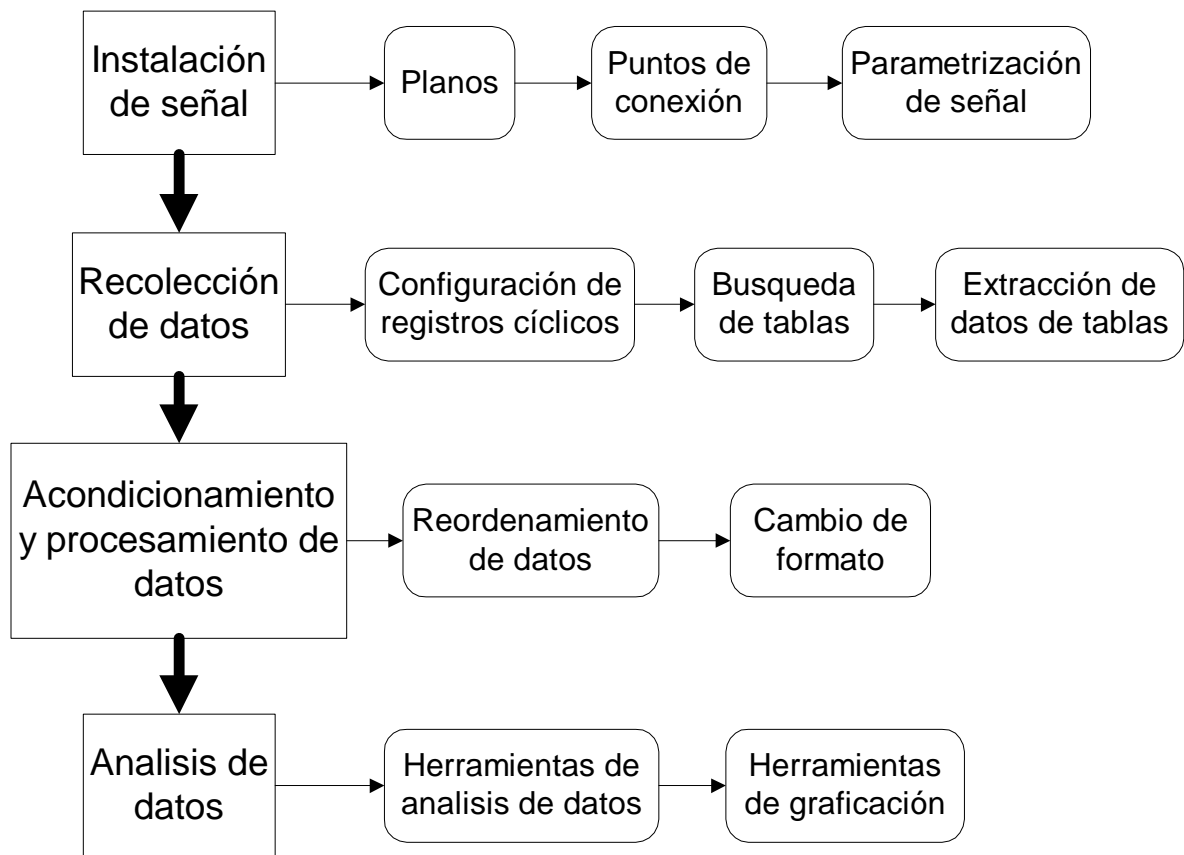 Instalación
de señal
Planos
Puntos de
conexión
Parametrización
de señal
Recolección
de datos
Configuración de
registros cíclicos
Busqueda
de tablas
Extracción de
datos de tablas
Acondicionamiento
y procesamiento de
datos
Reordenamiento
de datos
Cambio de
formato
Analisis de
datos
Herramientas de
analisis de datos
Herramientas
de graficación